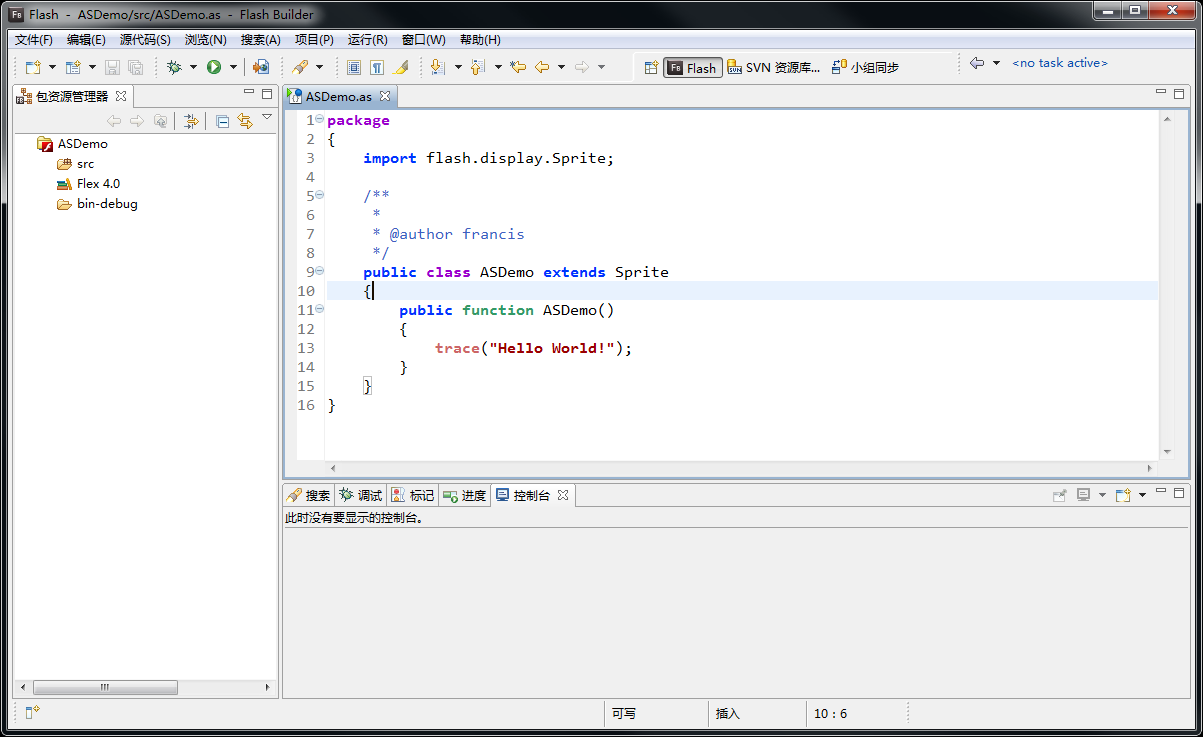 Fb Flash - ASDemo/src/ASDemo.as - Flash Builder
文件(F) 编辑(E) 源代码(S) 浏览(N) 搜索(A) 项目(P) 运行(R) 窗口(W) 帮助(H)
Fb Flash SVN SVN 资源库... 小组同步 <no task active>
包资源管理器
ASDemo
src
Flex 4.0
bin-debug
ASDemo.as
1 package
2 {
3 import flash.display.Sprite;
4
5 /**
6 *
7 * @author francis
8 */
9 public class ASDemo extends Sprite
10 {
11 public function ASDemo()
12 {
13 trace("Hello World!");
14 }
15 }
16 }
搜索 调试 标记 进度 控制台
此时没有要显示的控制台。
可写 插入 10 : 6